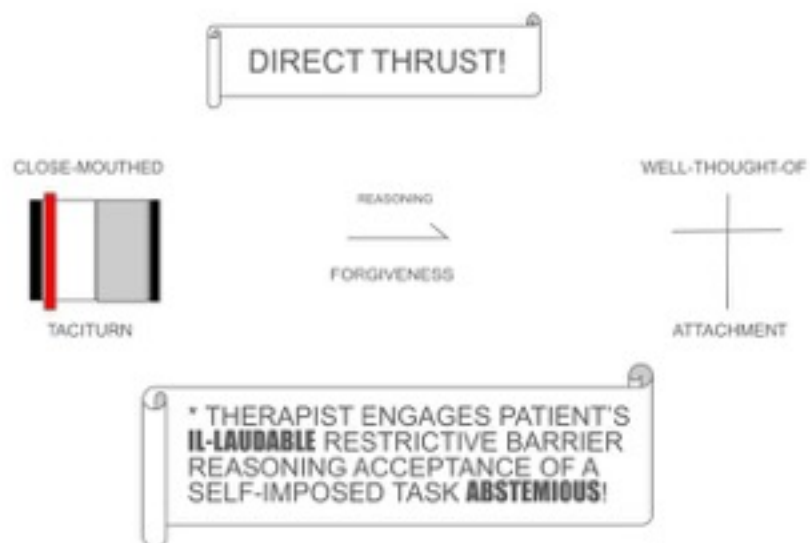 DIRECT THRUST!
CLOSE-MOUTHED
WELL-THOUGHT-OF
REASONING
FORGIVENESS
TACITURN
ATTACHMENT
* THERAPIST ENGAGES PATIENT'S
IL-LAUDABLE RESTRICTIVE BARRIER
REASONING ACCEPTANCE OF A
SELF-IMPOSED TASK ABSTEMIOUS!